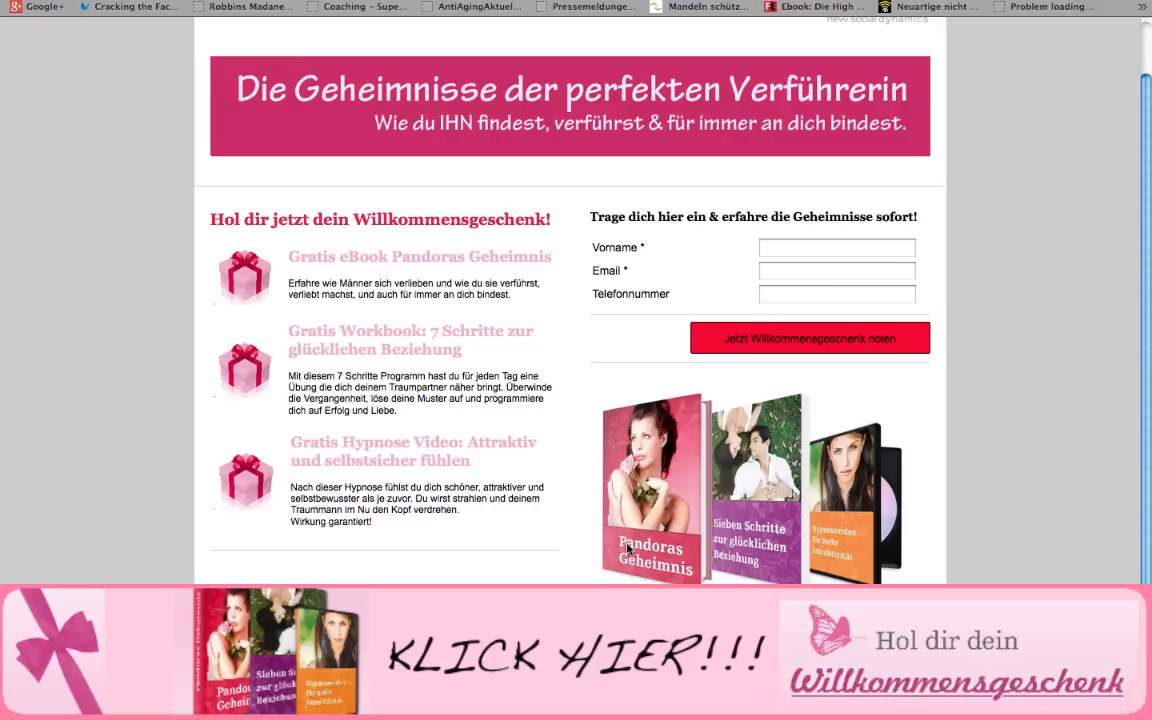 Google+ Cracking the Fac... Robbins Madane... Coaching – Supe... AntiAgingAktuel... Pressemeldunge... Mandeln schütz... Ebook: Die High ... Neuartige nicht ... Problem loading... »
new social dynamics
Die Geheimnisse der perfekten Verführerin
Wie du IHN findest, verführst & für immer an dich bindest.
Hol dir jetzt dein Willkommensgeschenk!
Gratis eBook Pandoras Geheimnis
Erfahre wie Männer sich verlieben und wie du sie verführst,
verliebt machst, und auch für immer an dich bindest.
Gratis Workbook: 7 Schritte zur
glücklichen Beziehung
Mit diesem 7 Schritte Programm hast du für jeden Tag eine
Übung die dich deinem Traumpartner näher bringt. Überwinde
die Vergangenheit, löse deine Muster auf und programmiere
dich auf Erfolg und Liebe.
Gratis Hypnose Video: Attraktiv
und selbstsicher fühlen
Nach dieser Hypnose fühlst du dich schöner, attraktiver und
selbstbewusster als je zuvor. Du wirst strahlen und deinem
Traummann im Nu den Kopf verdrehen.
Wirkung garantiert!
Trage dich hier ein & erfahre die Geheimnisse sofort!
Vorname *
Email *
Telefonnummer
Jetzt Willkommensgeschenk holen
Pandoras
Geheimnis
Sieben Schritte
zur glücklichen
Beziehung
Hypnosevideo
für mehr
Attraktivität
KLICK HIER!!!
Hol dir dein
Willkommensgeschenk